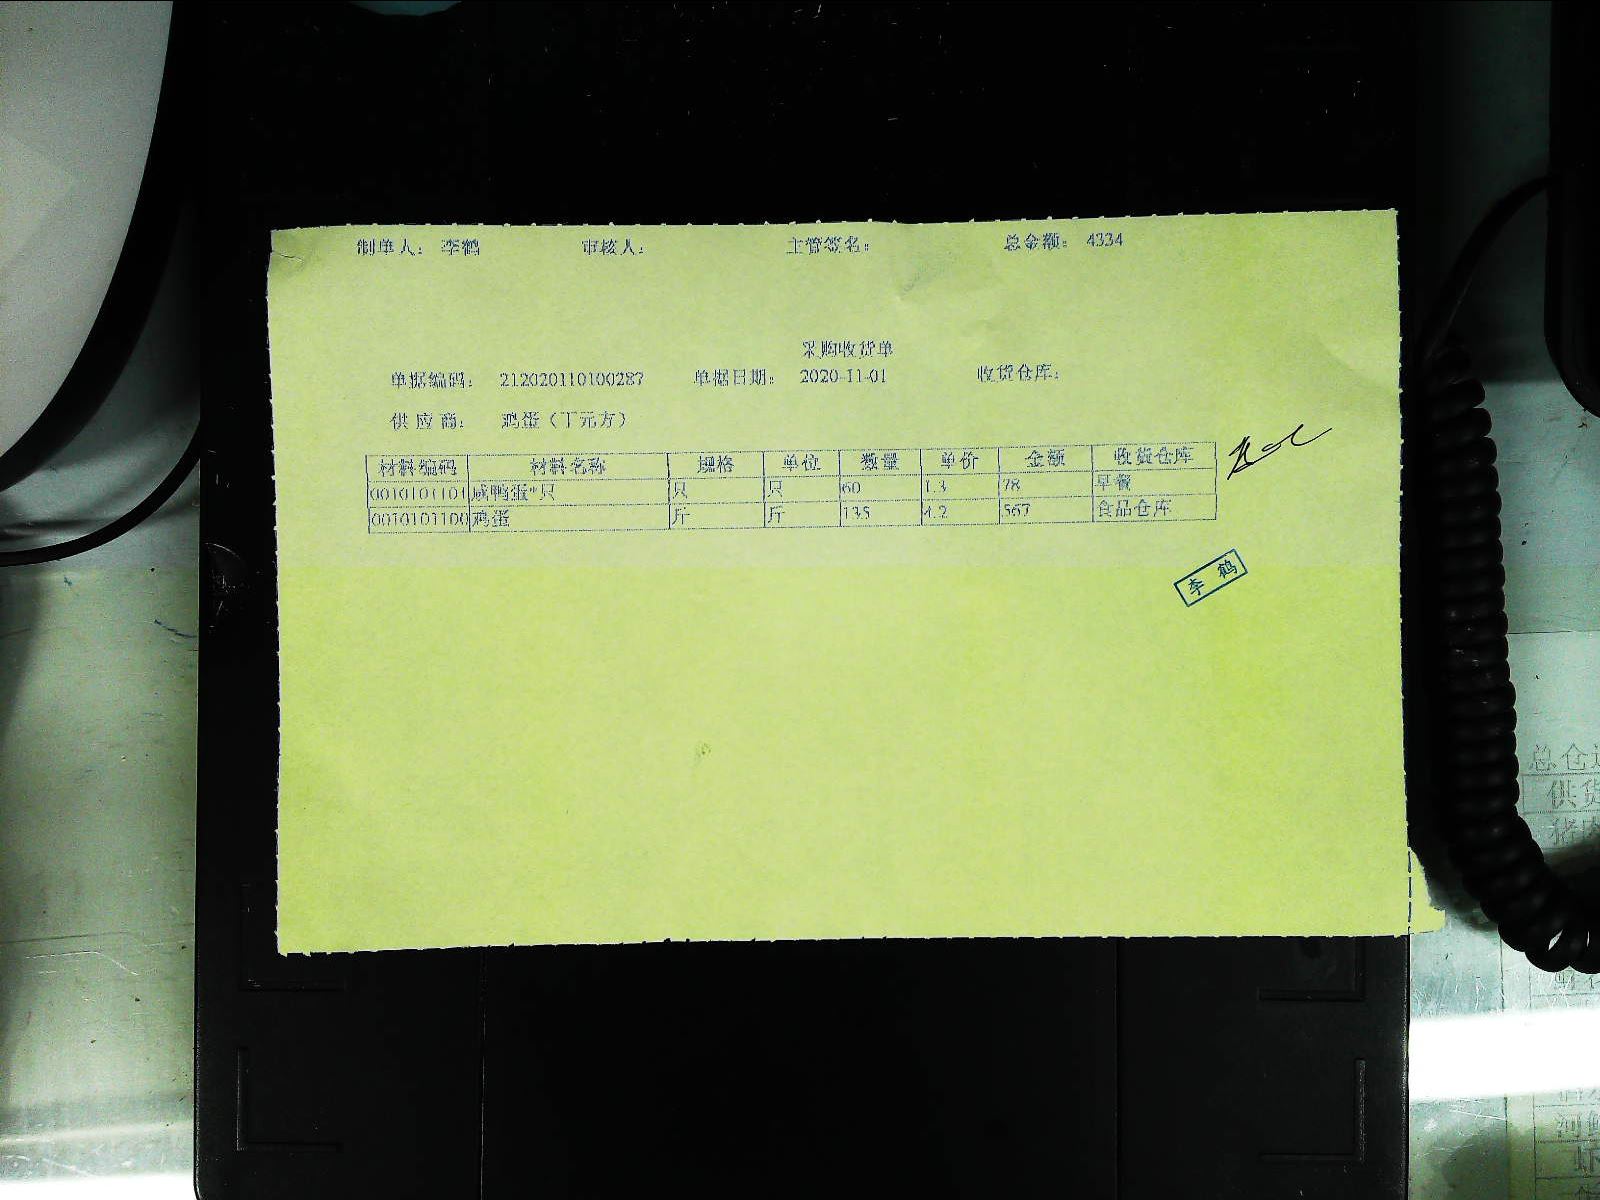 制单人： 李鹤 审核人： 主管签名： 总金额： 4334
采购收货单
单据编码： 212020110100287 单据日期： 2020-11-01 收货仓库：
供应商： 鸡蛋（丁元方）
材料编码 材料名称 规格 单位 数量 单价 金额 收货仓库
0010101101 咸鸭蛋*只 只 只 60 1.3 78 早餐
0010101100 鸡蛋 斤 斤 135 4.2 567 食品仓库
李鹤
总仓
供货